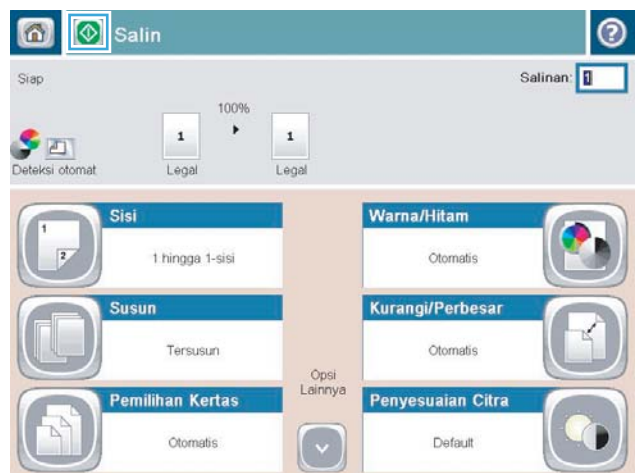 Salin
Siap
Salinan: 1
100%
1
1
Deteksi otomat
Legal
Legal
Sisi
1 hingga 1-sisi
Warna/Hitam
Otomatis
Susun
Tersusun
Kurangi/Perbesar
Otomatis
Opsi
Lainnya
Pemilihan Kertas
Otomatis
Penyesuaian Citra
Default
1
2
?